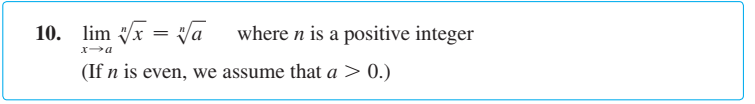 10. lim_{x→a} ⁿ√x = ⁿ√a where n is a positive integer
(If n is even, we assume that a > 0.)